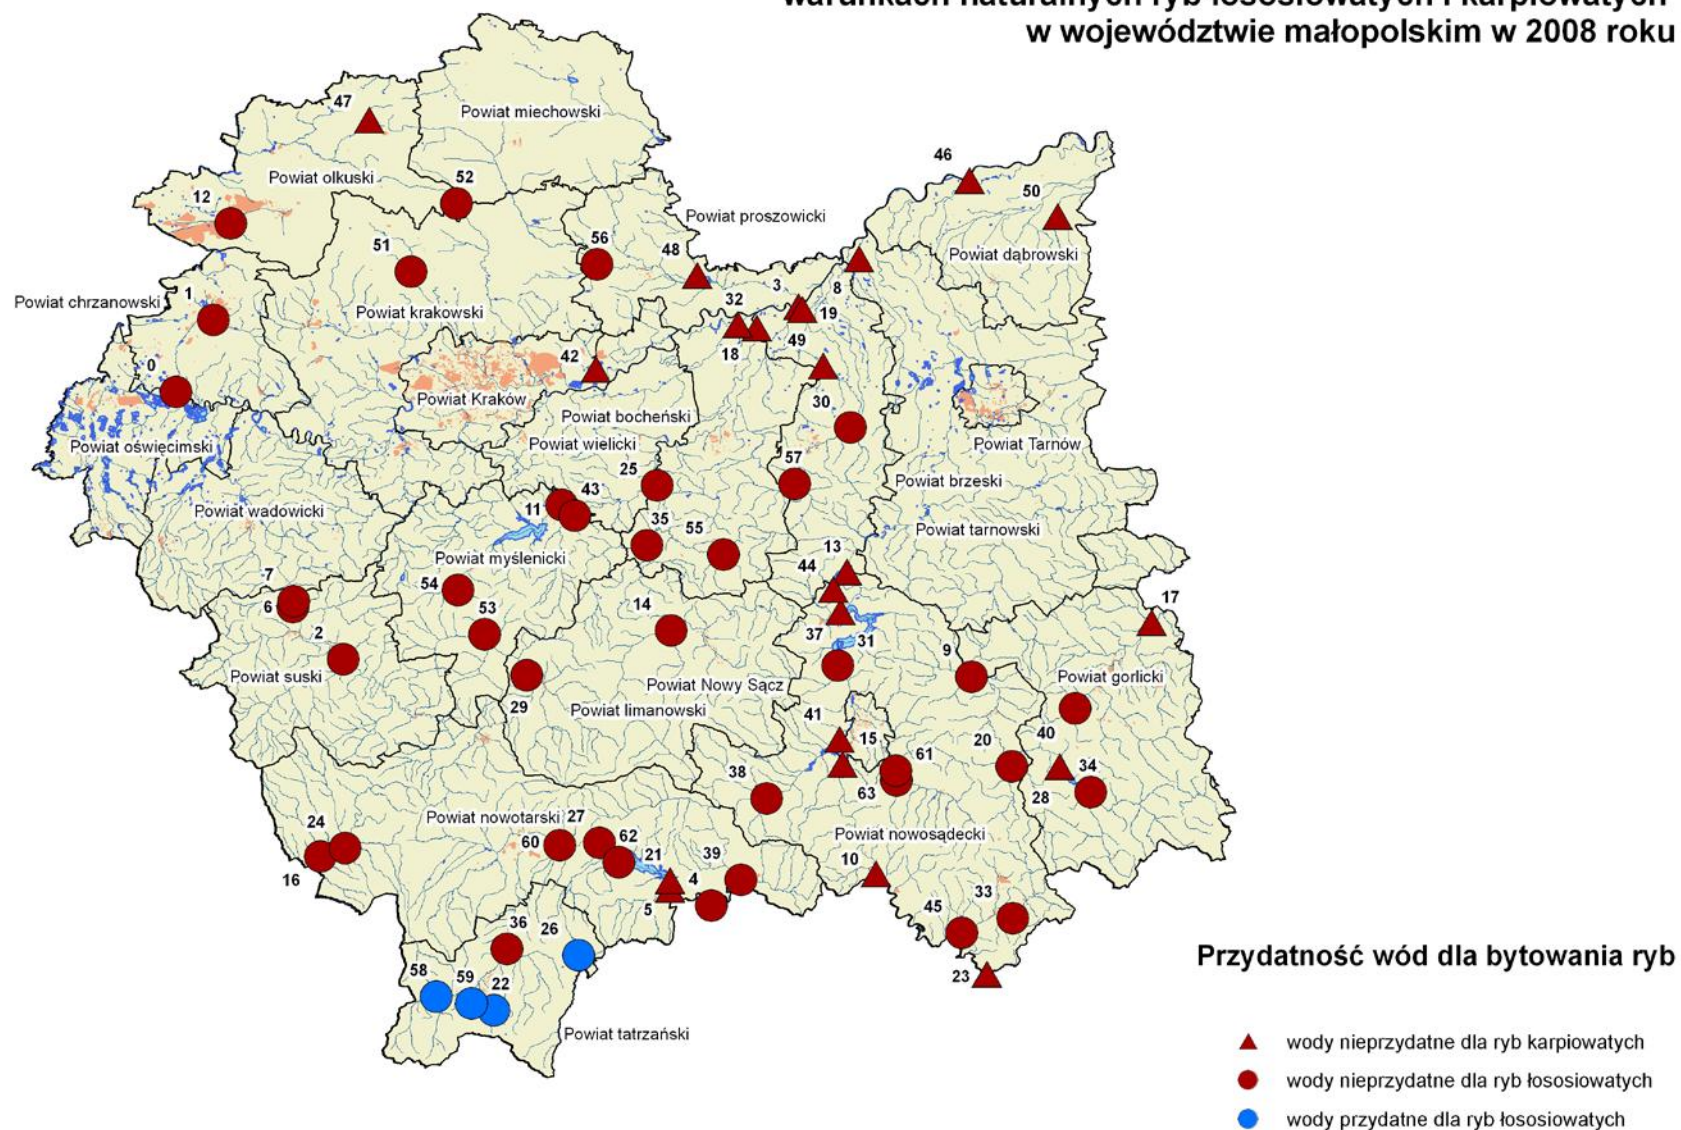 warunkach naturalnych ryb łososiowatych i karpiowatych
w województwie małopolskim w 2008 roku
47
Powiat miechowski
46
12
Powiat olkuski
52
50
Powiat proszowicki
51
56
48
Powiat dąbrowski
Powiat chrzanowski
1
Powiat krakowski
32
3
8
19
0
42
18
49
Powiat Kraków
Powiat bocheński
30
Powiat oświęcimski
Powiat wielicki
Powiat Tarnów
25
57
Powiat brzeski
Powiat wadowicki
11
43
35
55
Powiat tarnowski
Powiat myślenicki
13
44
7
54
6
53
14
17
2
37
31
9
Powiat suski
Powiat Nowy Sącz
Powiat gorlicki
29
Powiat limanowski
41
15
61
20
40
38
63
28
34
24
Powiat nowotarski
27
60
62
Powiat nowosądecki
16
21
39
10
4
5
33
45
36
26
58
59
22
23
Powiat tatrzański
Przydatność wód dla bytowania ryb
wody nieprzydatne dla ryb karpiowatych
wody nieprzydatne dla ryb łososiowatych
wody przydatne dla ryb łososiowatych